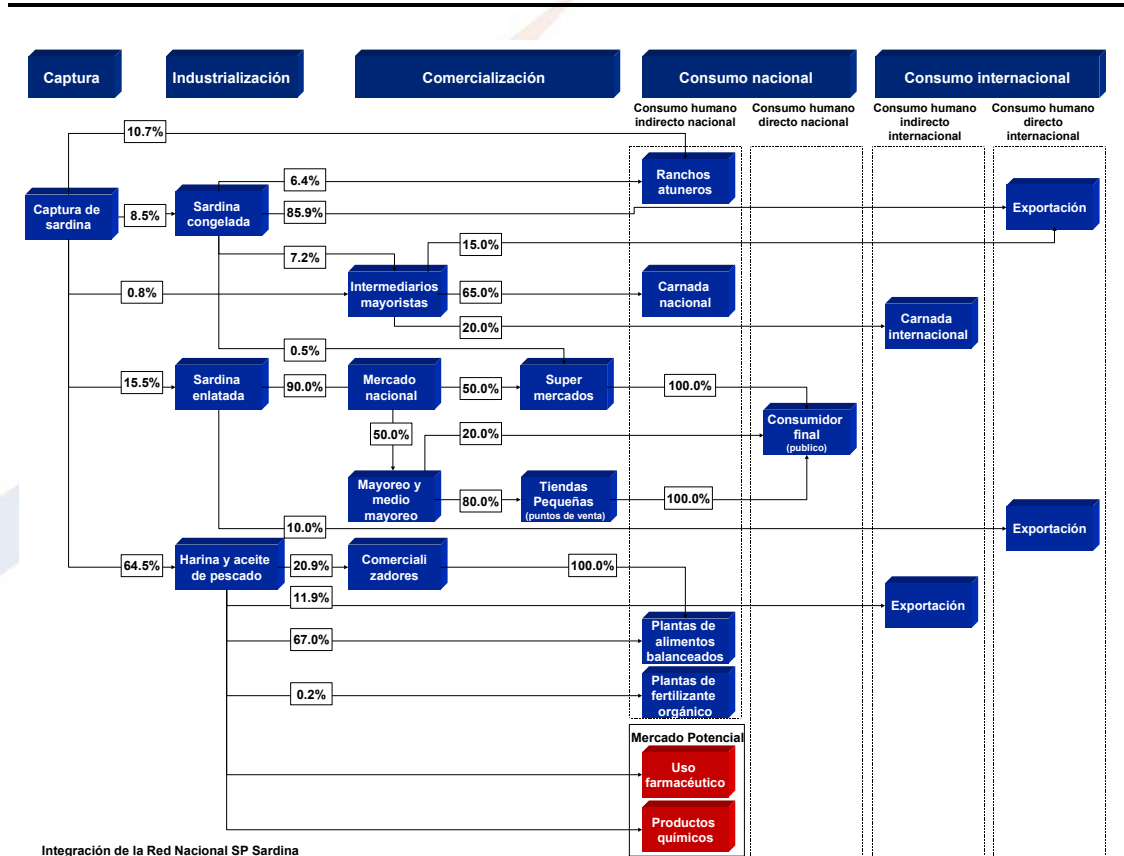 Captura
Industrialización
Comercialización
Consumo nacional
Consumo internacional
Consumo humano
indirecto nacional
Consumo humano
directo nacional
Consumo humano
indirecto
internacional
Consumo humano
directo
internacional
10.7%
Ranchos
atuneros
6.4%
Captura de
sardina
8.5%
Sardina
congelada
85.9%
Exportación
15.0%
7.2%
0.8%
Intermediarios
mayoristas
65.0%
Carnada
nacional
20.0%
Carnada
internacional
0.5%
15.5%
Sardina
enlatada
90.0%
Mercado
nacional
50.0%
Super
mercados
100.0%
50.0%
20.0%
Consumidor
final
(publico)
Mayoreo y
medio
mayoreo
80.0%
Tiendas
Pequeñas
(puntos de venta)
100.0%
10.0%
Exportación
64.5%
Harina y aceite
de pescado
20.9%
Comerciali
zadores
100.0%
11.9%
Exportación
67.0%
Plantas de
alimentos
balanceados
0.2%
Plantas de
fertilizante
orgánico
Mercado Potencial
Uso
farmacéutico
Productos
químicos
Integración de la Red Nacional SP Sardina